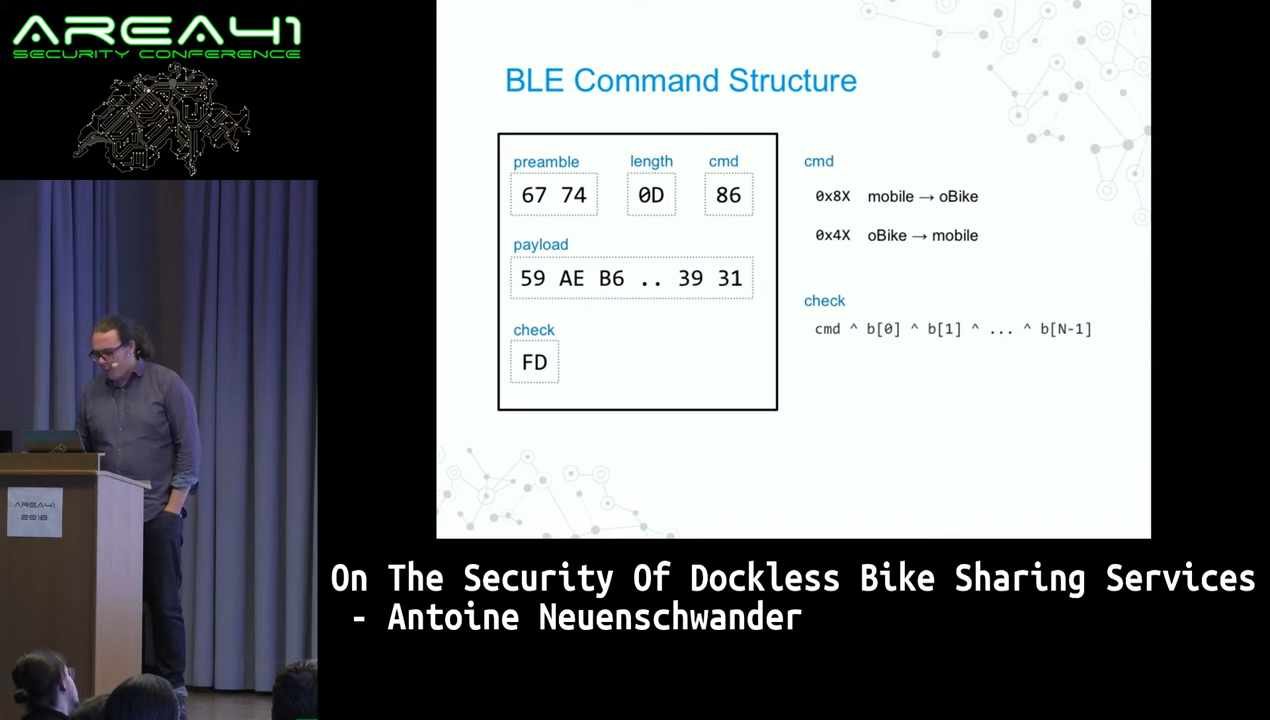 AREA41
SECURITY CONFERENCE
BLE Command Structure
preamble length cmd
67 74 0D 86
payload
59 AE B6 .. 39 31
check
FD
cmd
0x8X mobile → oBike
0x4X oBike → mobile
check
cmd ^ b[0] ^ b[1] ^ ... ^ b[N-1]
AREA41
2018
On The Security Of Dockless Bike Sharing Services
- Antoine Neuenschwander